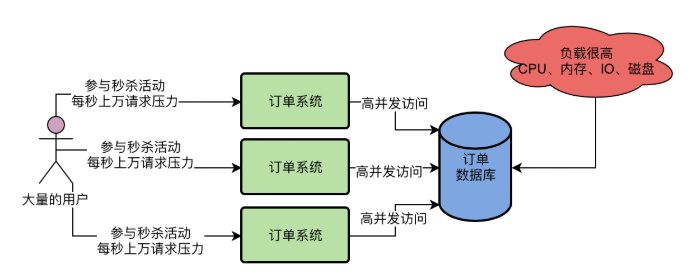 负载很高
CPU、内存、IO、磁盘
参与秒杀活动
每秒上万请求压力
订单系统
高并发访问
参与秒杀活动
每秒上万请求压力
订单系统
高并发访问
订单
数据库
大量的用户
参与秒杀活动
每秒上万请求压力
订单系统
高并发访问